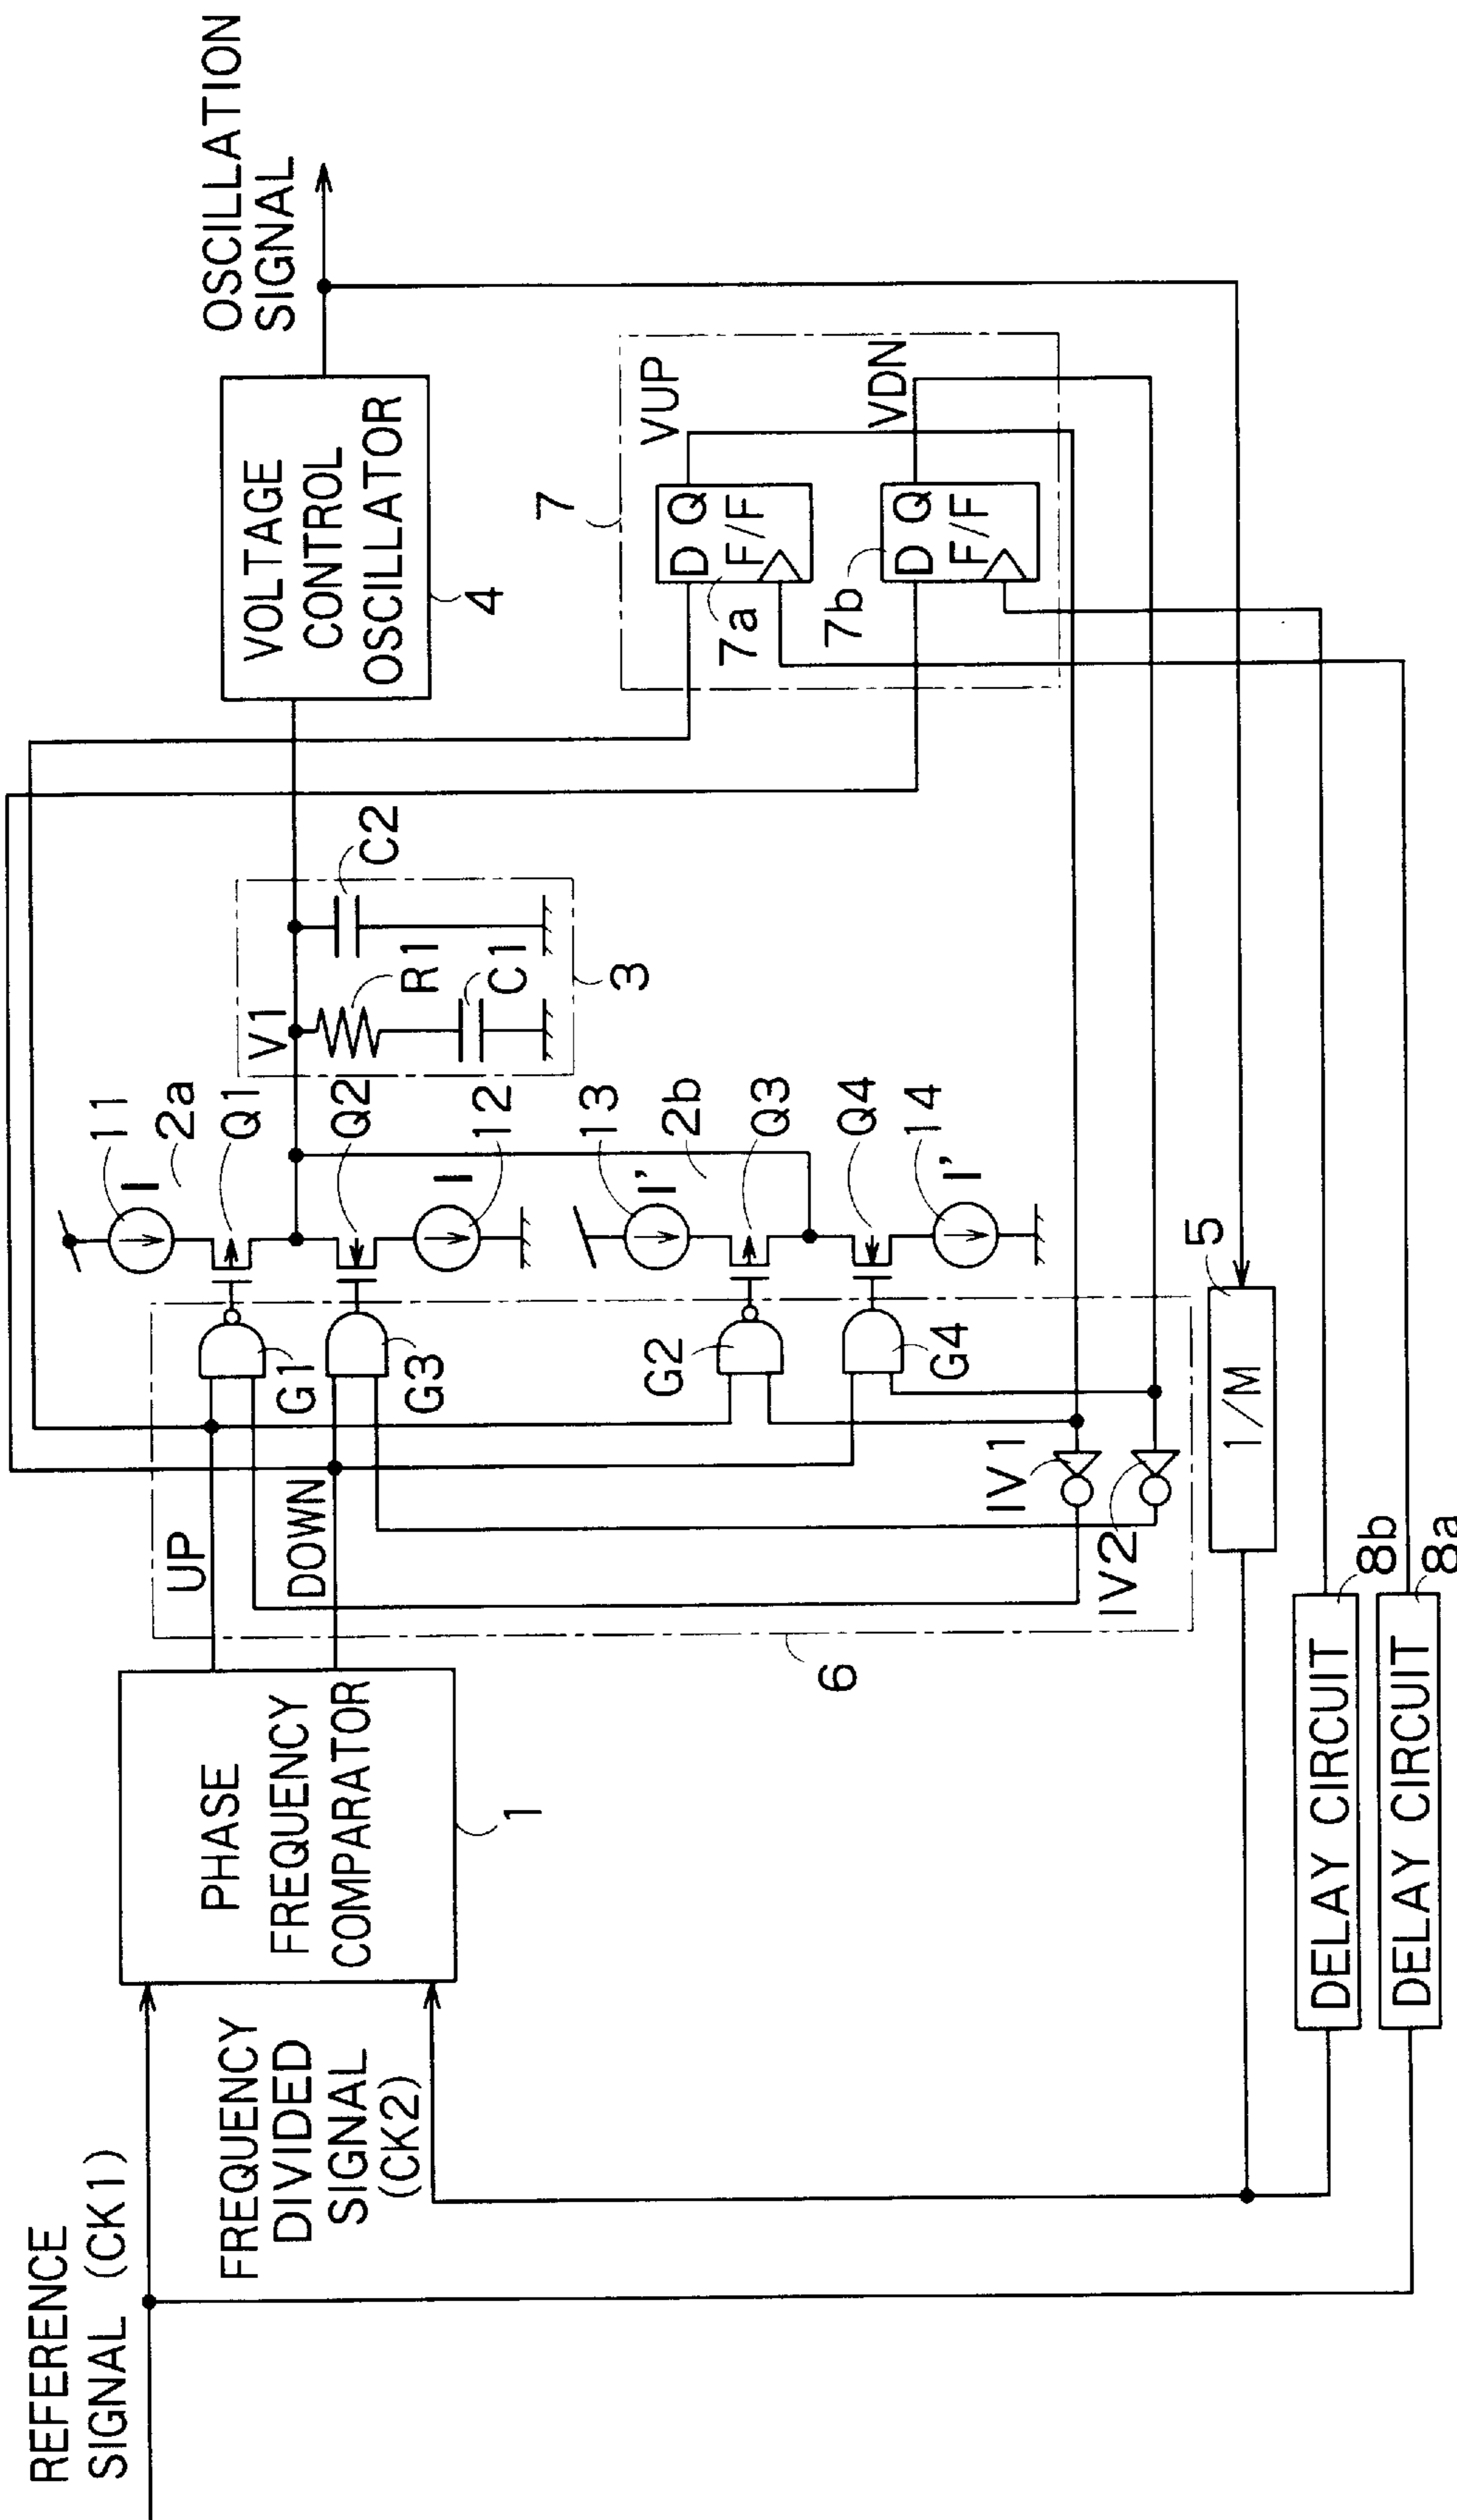 REFERENCE
SIGNAL (CK1)
FREQUENCY
DIVIDED
SIGNAL
(CK2)
PHASE
FREQUENCY
COMPARATOR
1
UP
DOWN
6
G1
G3
G2
G4
IV1
IV2
11
I
2a
Q1
Q2
12
I
13
I'
2b
Q3
Q4
14
I'
V1
R1
C1
C2
3
VOLTAGE
CONTROL
OSCILLATOR
4
OSCILLATION
SIGNAL
7
VUP
D Q
F/F
7a
VDN
D Q
F/F
7b
5
1/M
DELAY CIRCUIT
8b
DELAY CIRCUIT
8a